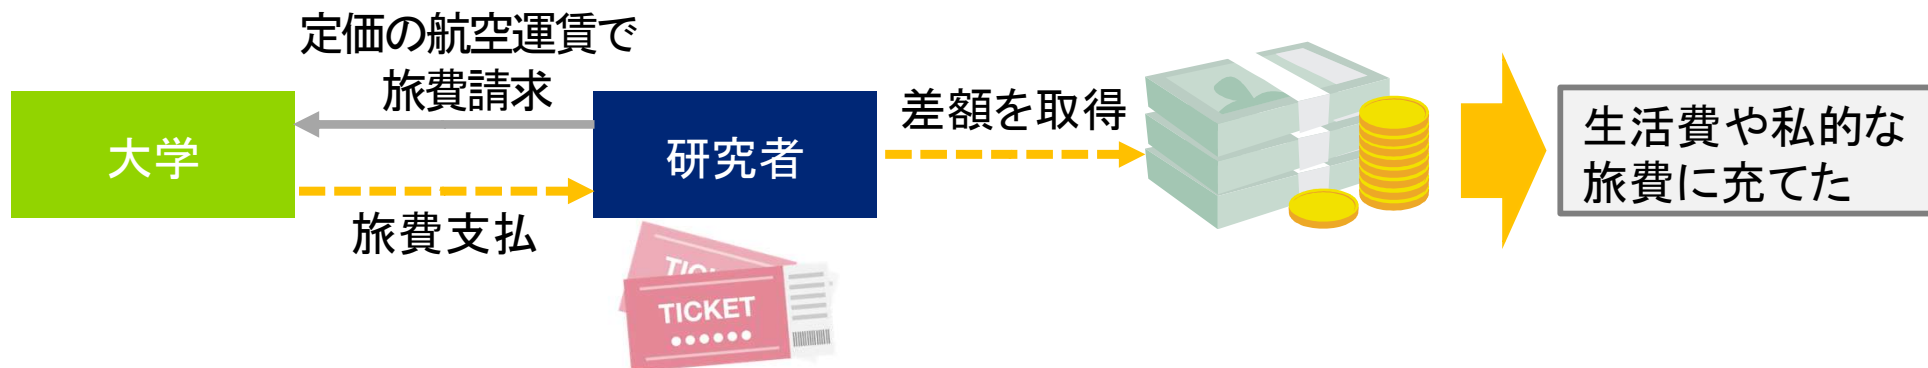 定価の航空運賃で
旅費請求
大学
研究者
旅費支払
差額を取得
生活費や私的な
旅費に充てた
TICKET